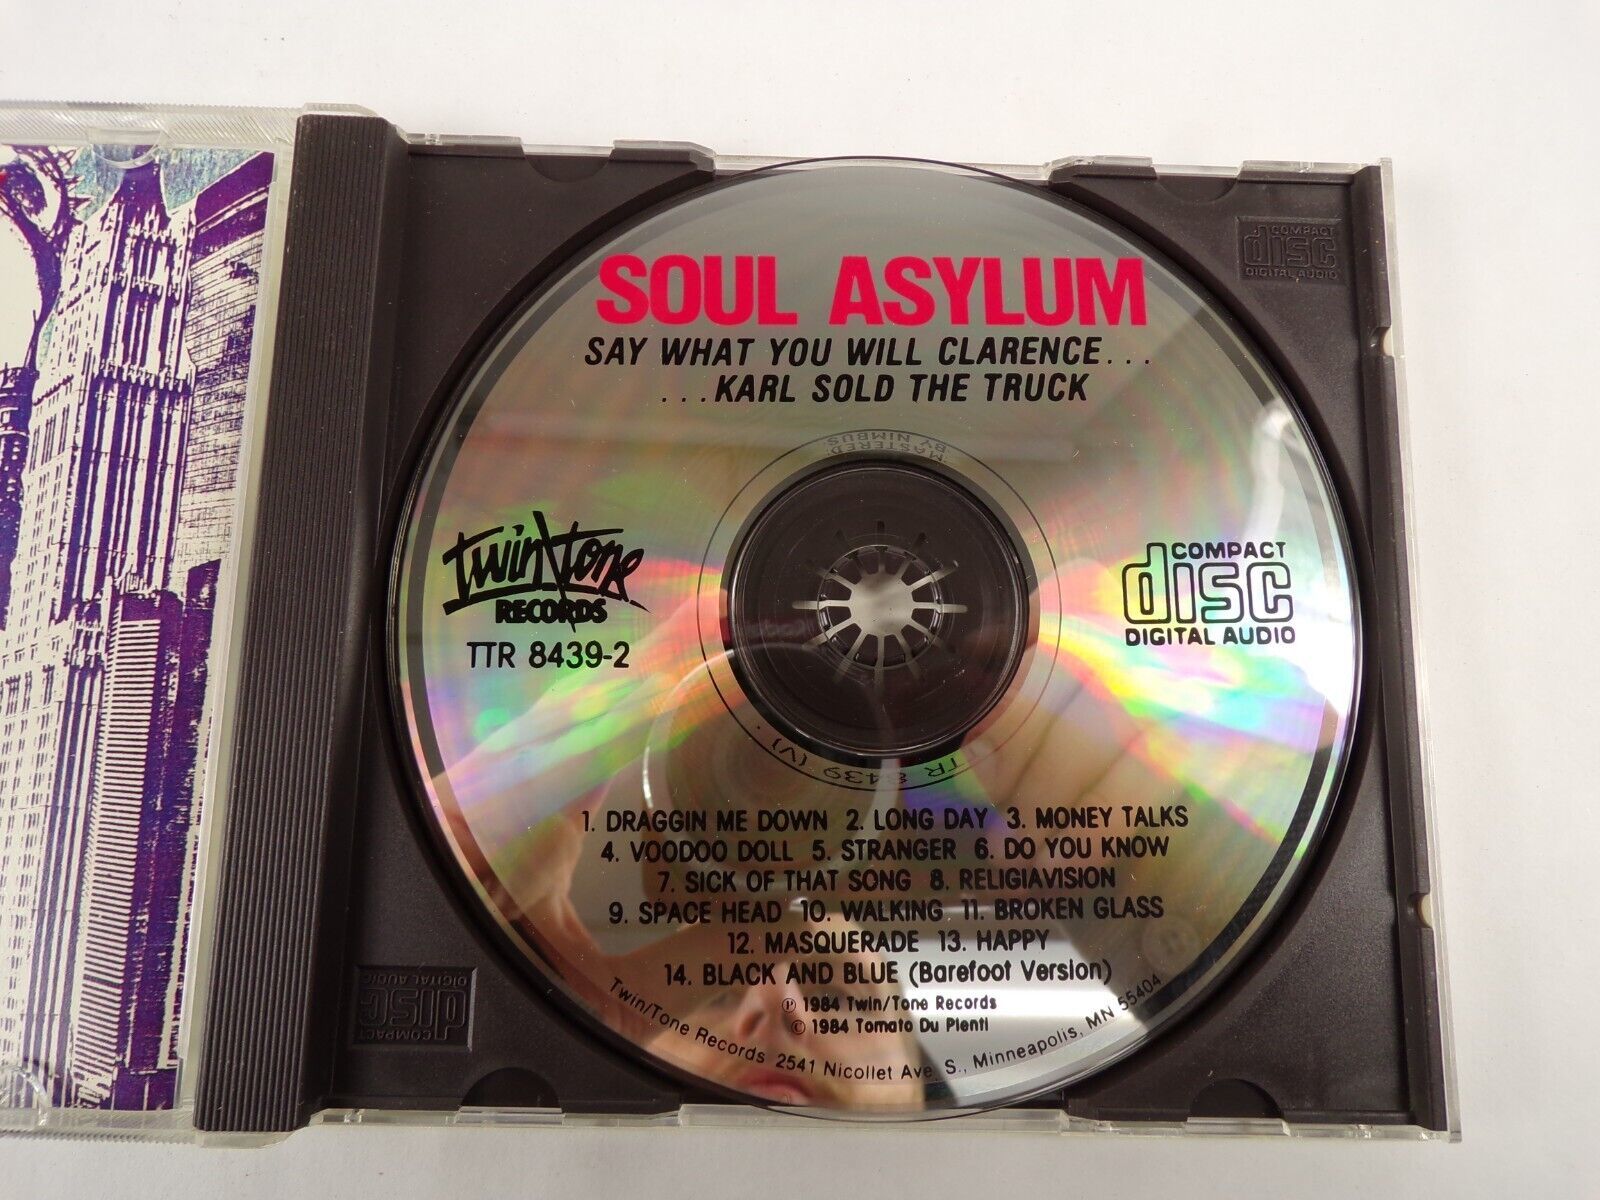 SOUL ASYLUM
SAY WHAT YOU WILL CLARENCE...
...KARL SOLD THE TRUCK
MASTERED
BY NIMBUS
COMPACT
disc
DIGITAL AUDIO
twin/tone
RECORDS
TTR 8439-2
COMPACT
disc
DIGITAL AUDIO
TR 8439 (V)
1. DRAGGIN ME DOWN 2. LONG DAY 3. MONEY TALKS
4. VOODOO DOLL 5. STRANGER 6. DO YOU KNOW
7. SICK OF THAT SONG 8. RELIGIAVISION
9. SPACE HEAD 10. WALKING 11. BROKEN GLASS
12. MASQUERADE 13. HAPPY
14. BLACK AND BLUE (Barefoot Version)
℗ 1984 Twin/Tone Records
© 1984 Tomato Du Plenti
Twin/Tone Records 2541 Nicollet Ave. S., Minneapolis, MN 55404
COMPACT
disc
DIGITAL AUDIO